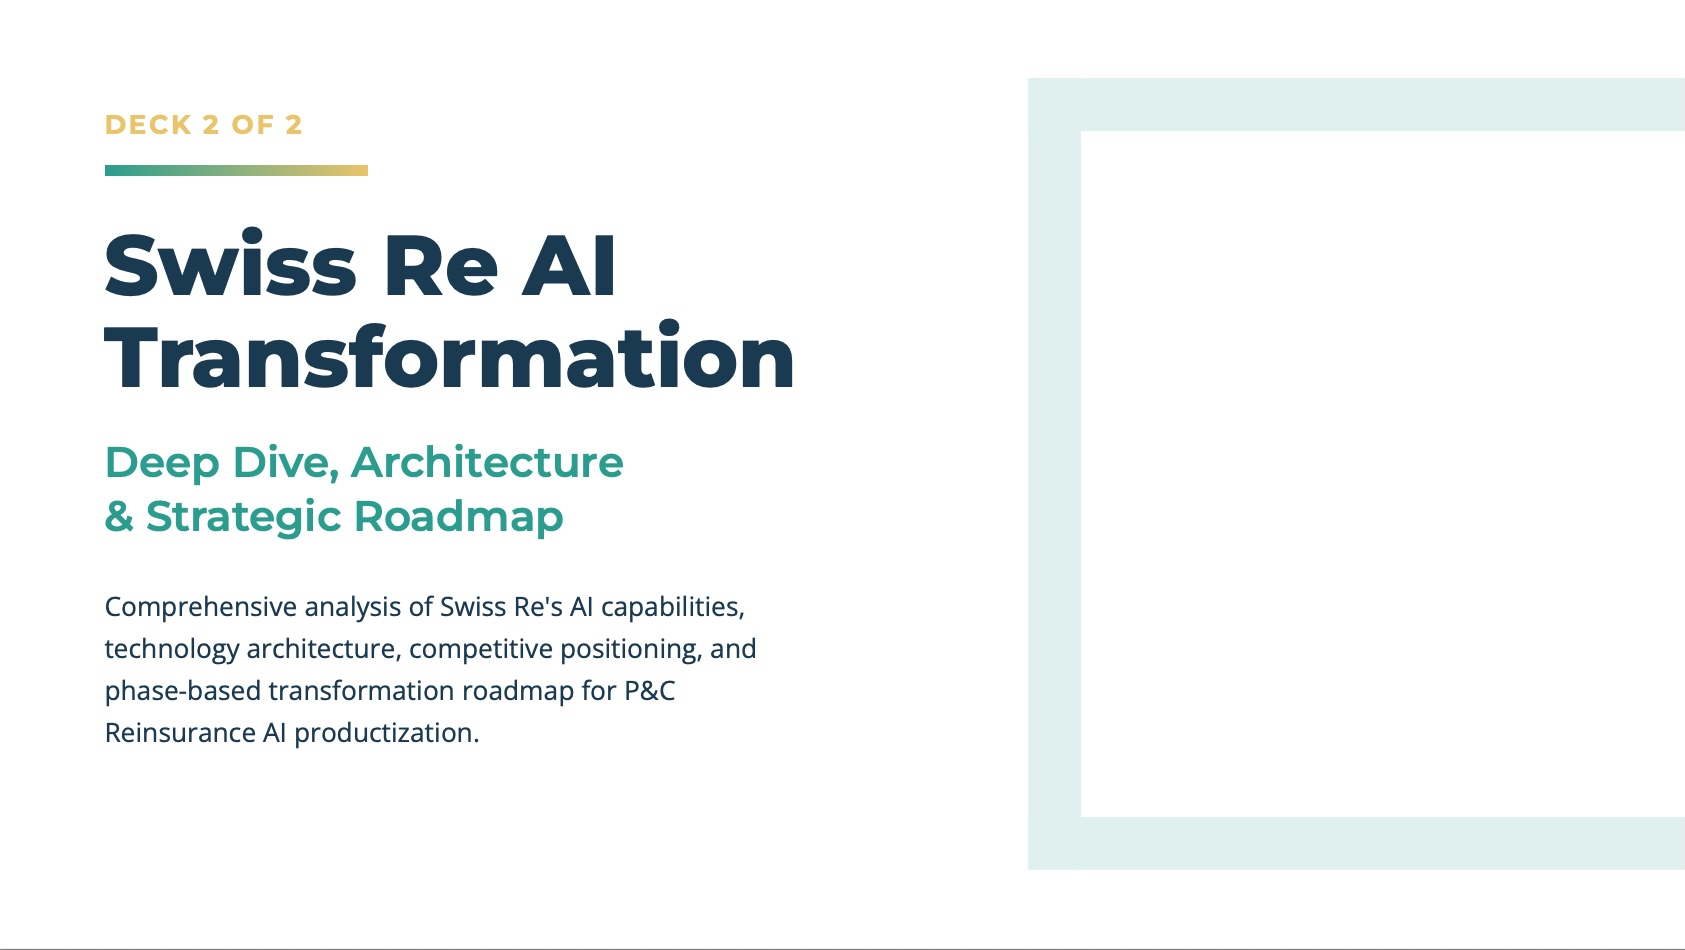 DECK 2 OF 2
Swiss Re AI
Transformation
Deep Dive, Architecture
& Strategic Roadmap
Comprehensive analysis of Swiss Re's AI capabilities,
technology architecture, competitive positioning, and
phase-based transformation roadmap for P&C
Reinsurance AI productization.